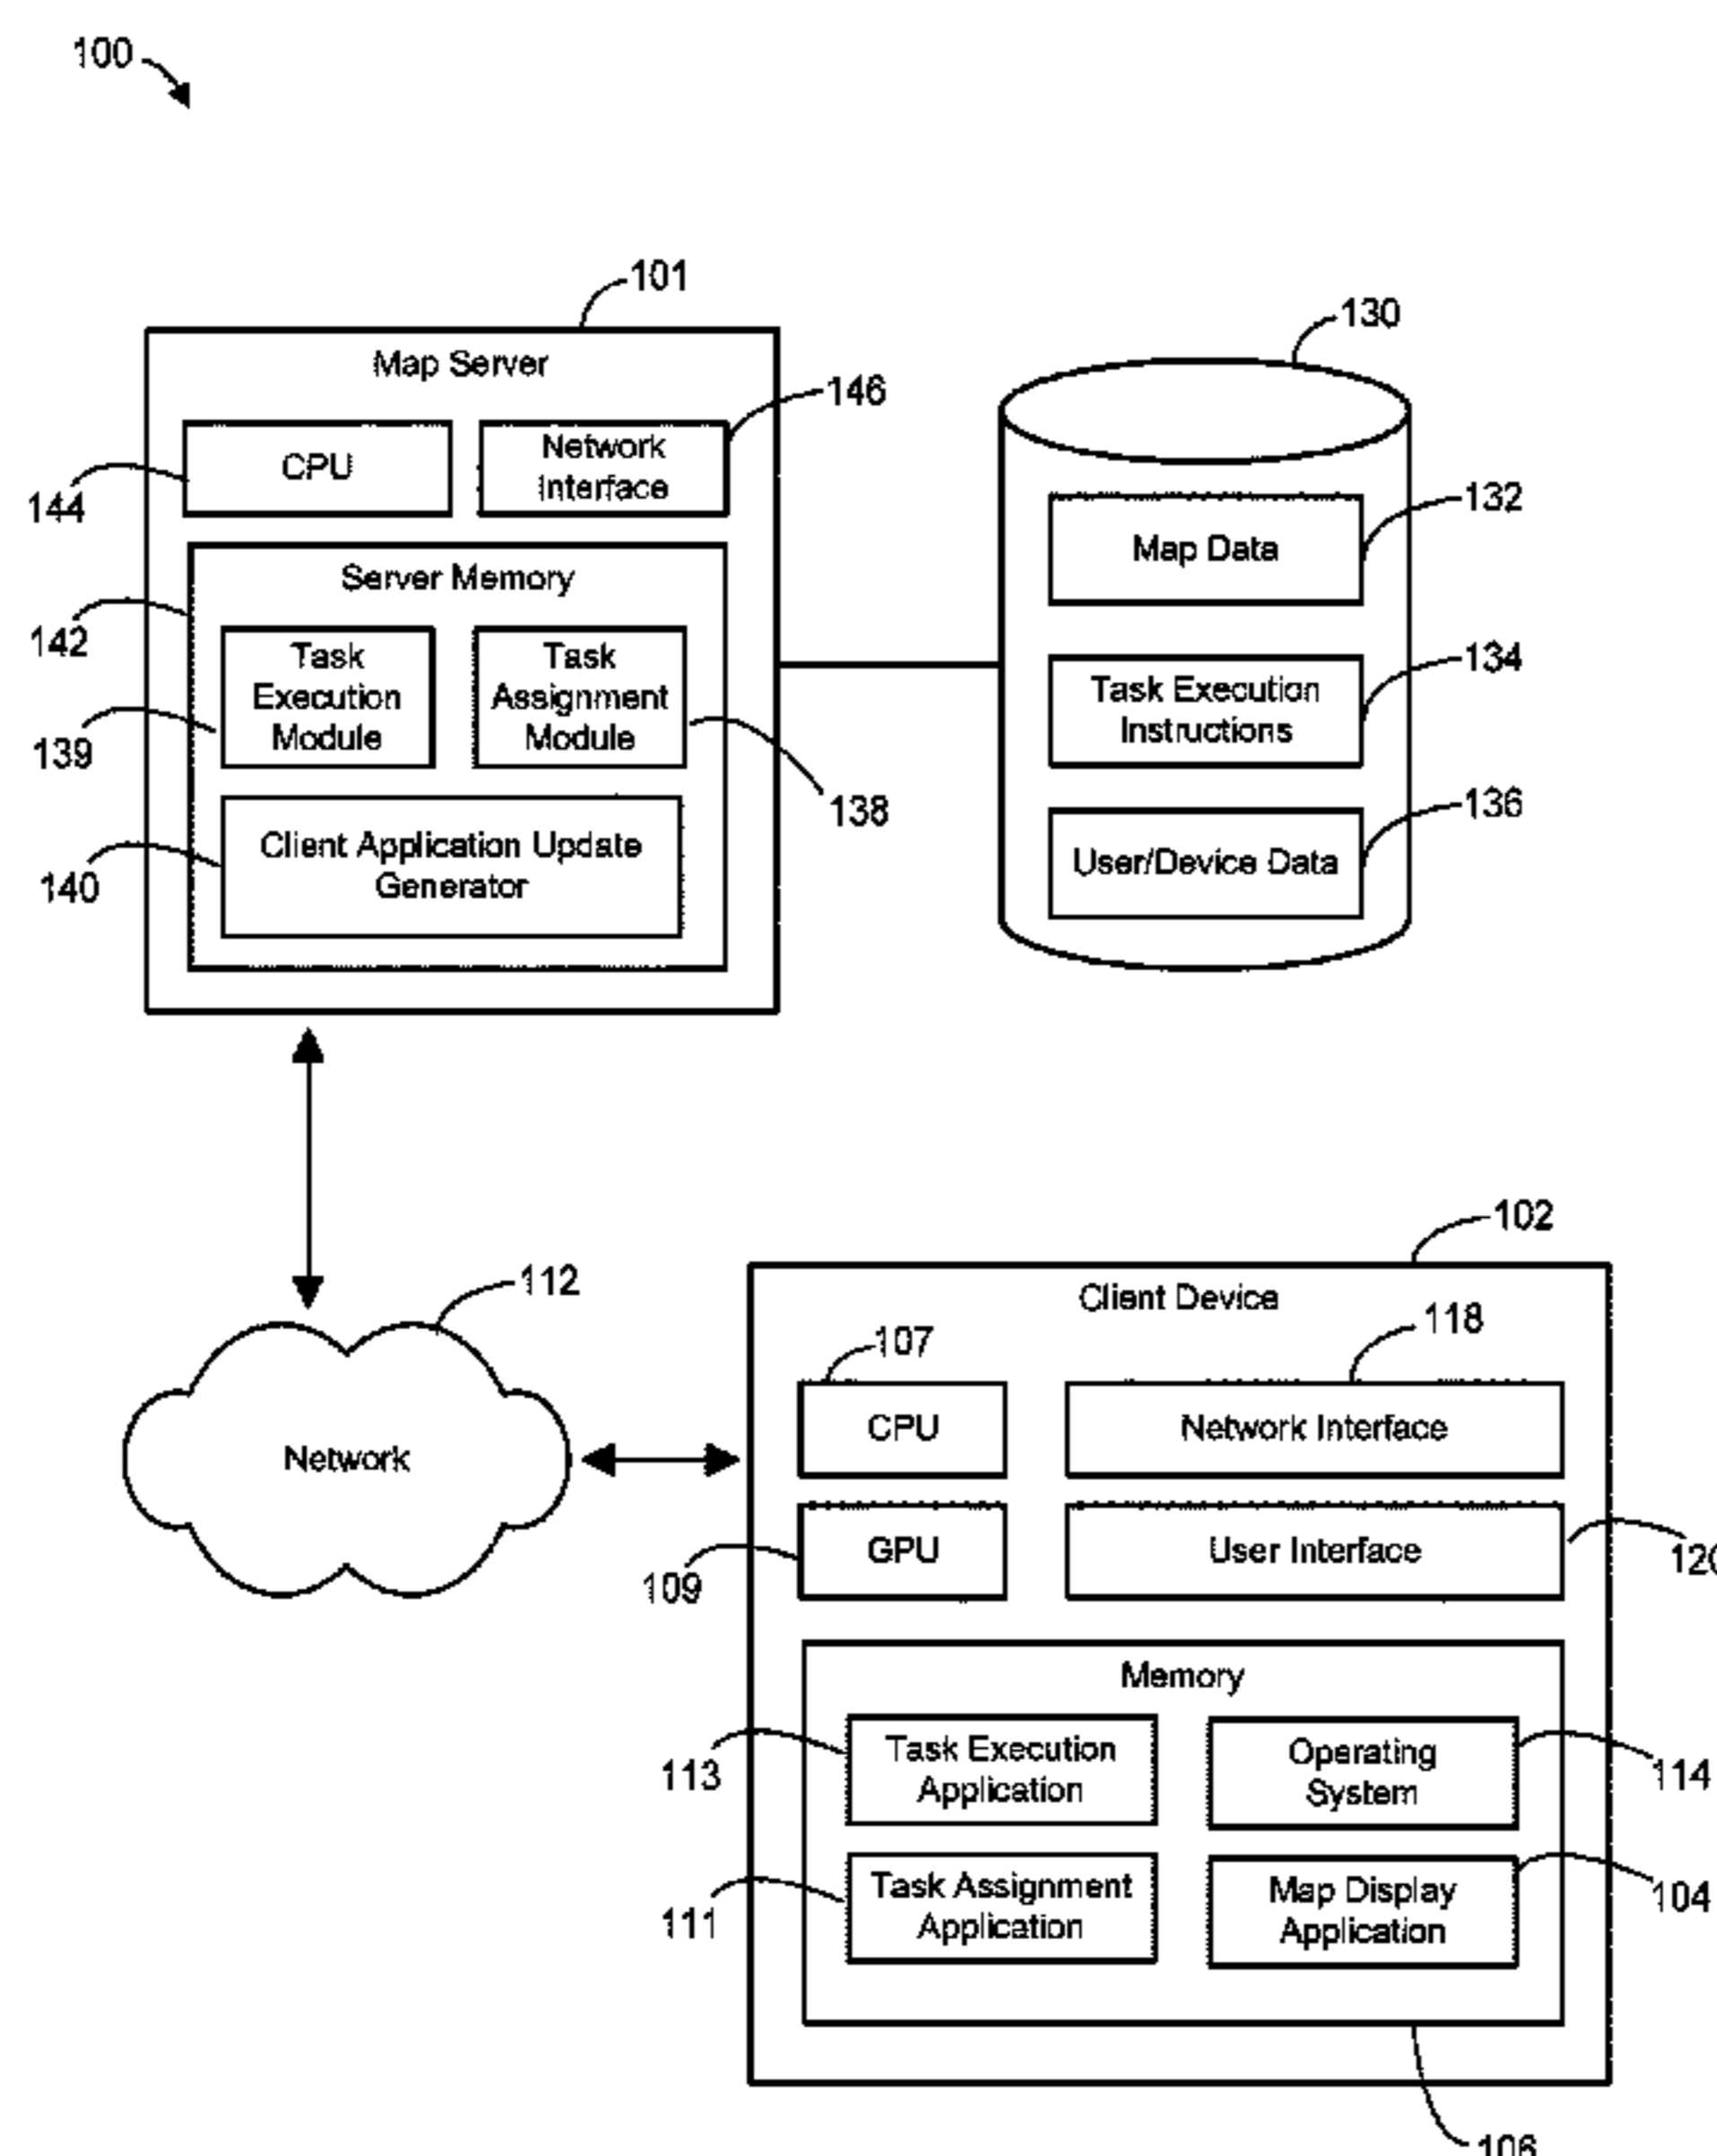 100
101
Map Server
130
146
CPU
Network
Interface
144
132
Map Data
Server Memory
142
Task
Execution
Module
Task
Assignment
Module
134
Task Execution
Instructions
139
138
136
User/Device Data
Client Application Update
Generator
140
102
Client Device
112
107
118
CPU
Network Interface
Network
GPU
User Interface
109
120
Memory
Task Execution
Application
Operating
System
113
114
Task Assignment
Application
Map Display
Application
111
104
106